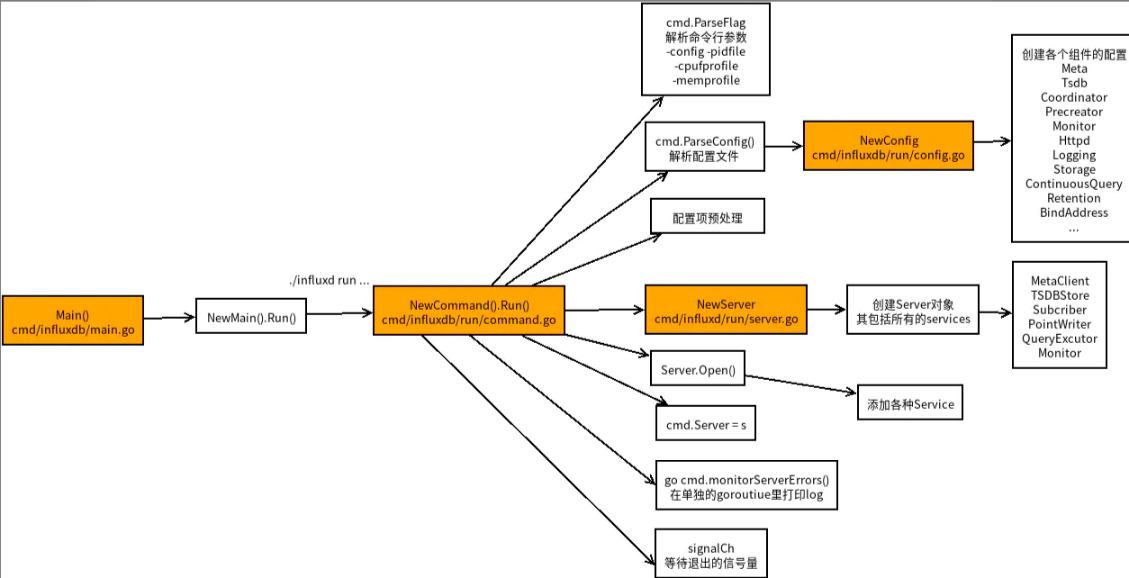 cmd.ParseFlag
解析命令行参数
-config -pidfile
-cpufprofile
-memprofile
创建各个组件的配置
Meta
Tsdb
Coordinator
Precreator
Monitor
Httpd
Logging
Storage
ContinuousQuery
Retention
BindAddress
...
cmd.ParseConfig()
解析配置文件
NewConfig
cmd/influxdb/run/config.go
配置项预处理
./influxd run ...
Main()
cmd/influxdb/main.go
NewMain().Run()
NewCommand().Run()
cmd/influxdb/run/command.go
NewServer
cmd/influxd/run/server.go
创建Server对象
其包括所有的services
MetaClient
TSDBStore
Subcriber
PointWriter
QueryExcutor
Monitor
Server.Open()
添加各种Service
cmd.Server = s
go cmd.monitorServerErrors()
在单独的goroutiue里打印log
signalCh
等待退出的信号量